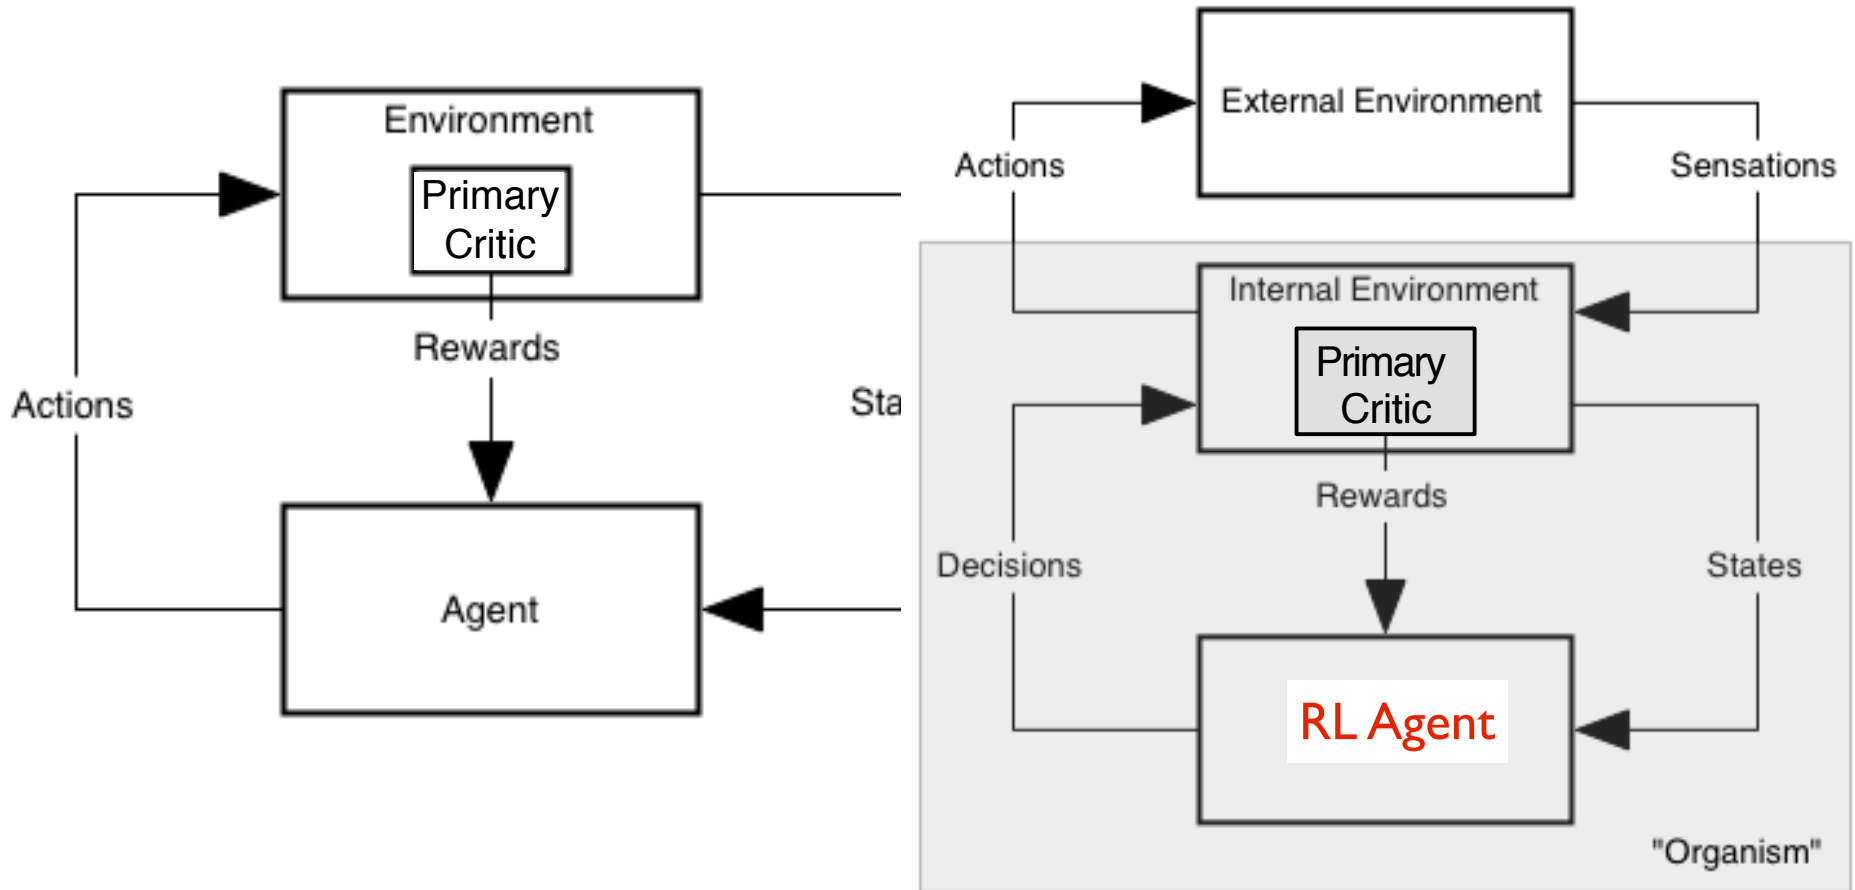 Environment
Primary
Critic
Rewards
Actions
Sta
Agent
External Environment
Actions
Sensations
Internal Environment
Primary
Critic
Rewards
Decisions
States
RL Agent
"Organism"